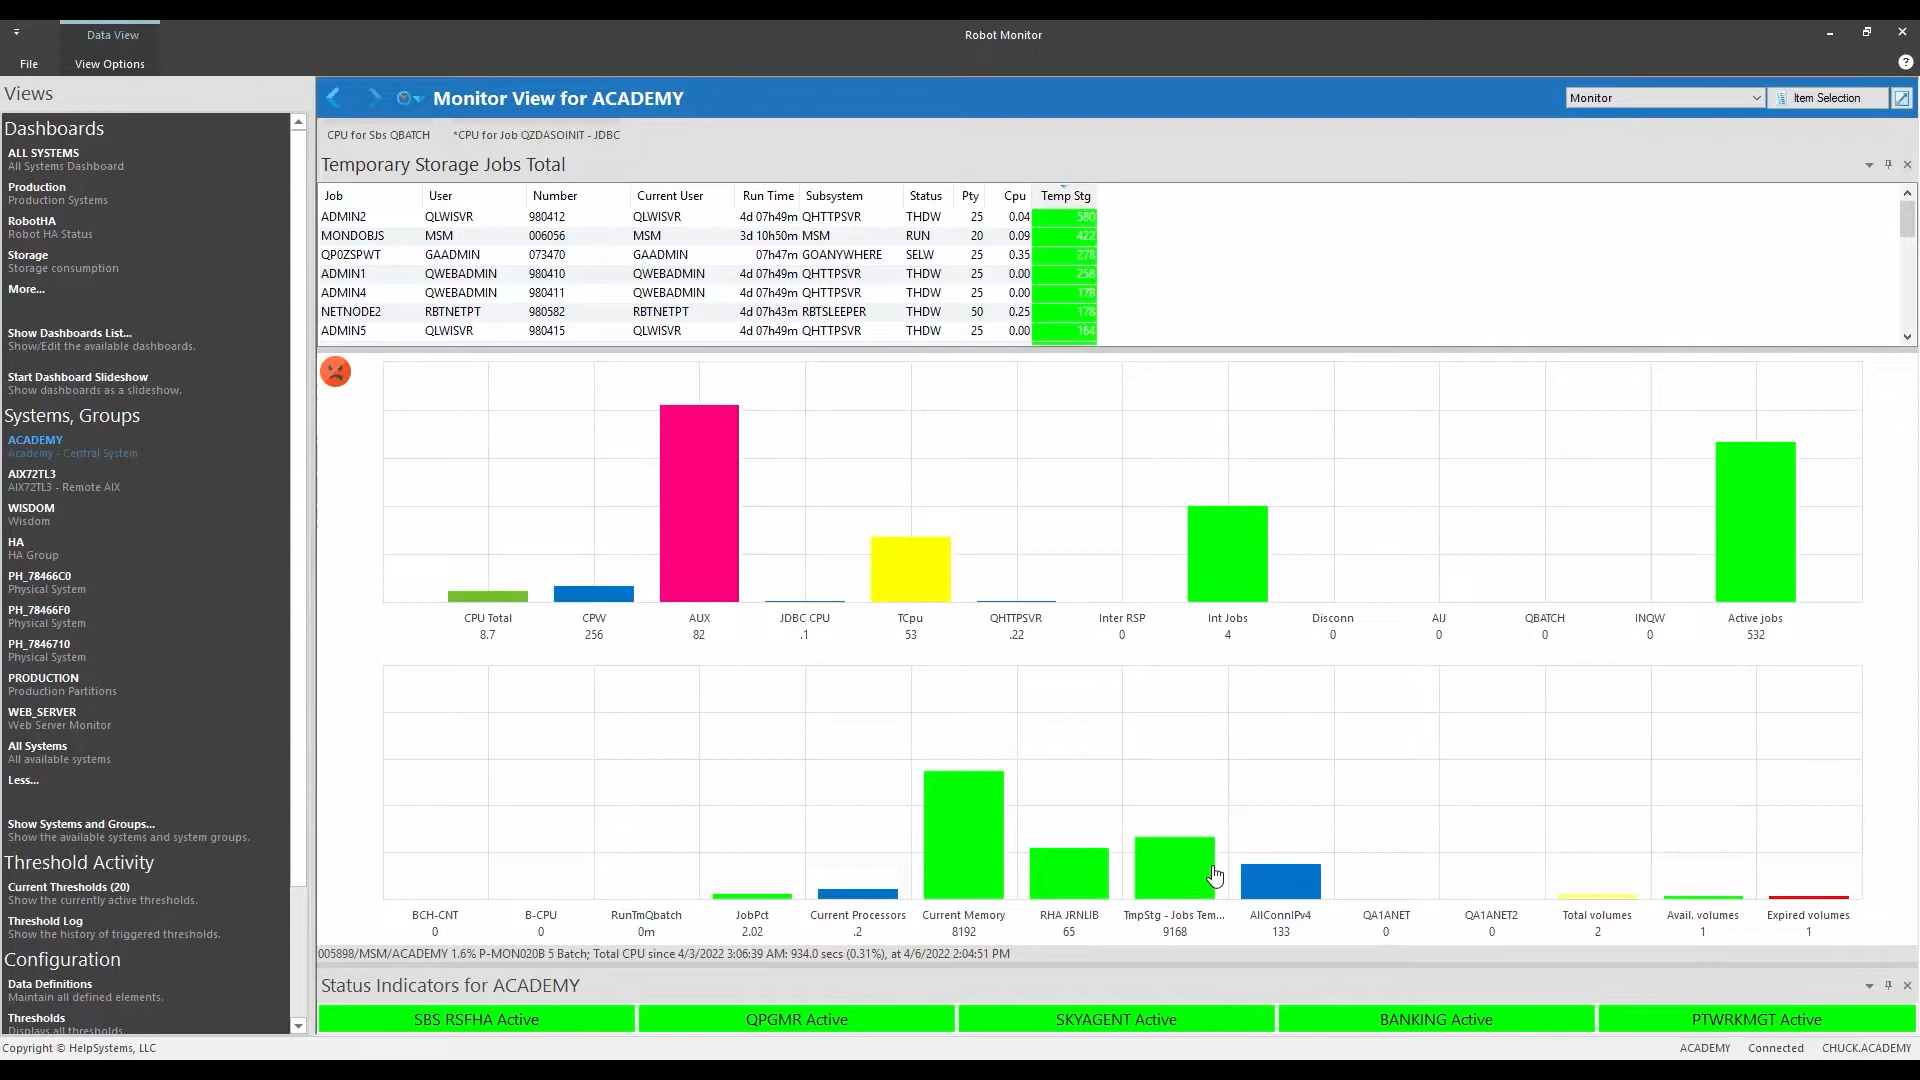 Data View
Robot Monitor
File
View Options
Views
Dashboards
ALL SYSTEMS
All Systems Dashboard
Production
Production Systems
RobotHA
Robot HA Status
Storage
Storage consumption
More...
Show Dashboards List...
Show/Edit the available dashboards.
Start Dashboard Slideshow
Show dashboards as a slideshow.
Systems, Groups
ACADEMY
Academy - Central System
AIX72TL3
AIX72TL3 - Remote AIX
WISDOM
Wisdom
HA
HA Group
PH_78466C0
Physical System
PH_78466F0
Physical System
PH_7846710
Physical System
PRODUCTION
Production Partitions
WEB_SERVER
Web Server Monitor
All Systems
All available systems
Less...
Show Systems and Groups...
Show the available systems and system groups.
Threshold Activity
Current Thresholds (20)
Show the currently active thresholds.
Threshold Log
Show the history of triggered thresholds.
Configuration
Data Definitions
Maintain all defined elements.
Thresholds
Displays all thresholds.
Monitor View for ACADEMY
Monitor
Item Selection
CPU for Sbs QBATCH *CPU for Job QZDASOINIT - JDBC
Temporary Storage Jobs Total
Job User Number Current User Run Time Subsystem Status Pty Cpu Temp Stg
ADMIN2 QLWISVR 980412 QLWISVR 4d 07h49m QHTTPSVR THDW 25 0.04 580
MONDOBJS MSM 006056 MSM 3d 10h50m MSM RUN 20 0.09 422
QP0ZSPWT GAADMIN 073470 GAADMIN 07h47m GOANYWHERE SELW 25 0.35 278
ADMIN1 QWEBADMIN 980410 QWEBADMIN 4d 07h49m QHTTPSVR THDW 25 0.00 258
ADMIN4 QWEBADMIN 980411 QWEBADMIN 4d 07h49m QHTTPSVR THDW 25 0.00 178
NETNODE2 RBTNETPT 980582 RBTNETPT 4d 07h43m RBTSLEEPER THDW 50 0.25 178
ADMIN5 QLWISVR 980415 QLWISVR 4d 07h49m QHTTPSVR THDW 25 0.00 164
CPU Total CPW AUX JDBC CPU TCpu QHTTPSVR Inter RSP Int Jobs Disconn AIJ QBATCH INQW Active jobs
8.7 256 82 .1 53 .22 0 4 0 0 0 0 532
BCH-CNT B-CPU RunTmQbatch JobPct Current Processors Current Memory RHA JRNLIB TmpStg - Jobs Tem... AllConnIPv4 QA1ANET QA1ANET2 Total volumes Avail. volumes Expired volumes
0 0 0m 2.02 .2 8192 65 9168 133 0 0 2 1 1
005898/MSM/ACADEMY 1.6% P-MON020B 5 Batch; Total CPU since 4/3/2022 3:06:39 AM: 934.0 secs (0.31%), at 4/6/2022 2:04:51 PM
Status Indicators for ACADEMY
SBS RSFHA Active QPGMR Active SKYAGENT Active BANKING Active PTWRKMGT Active
Copyright © HelpSystems, LLC
ACADEMY Connected CHUCK.ACADEMY